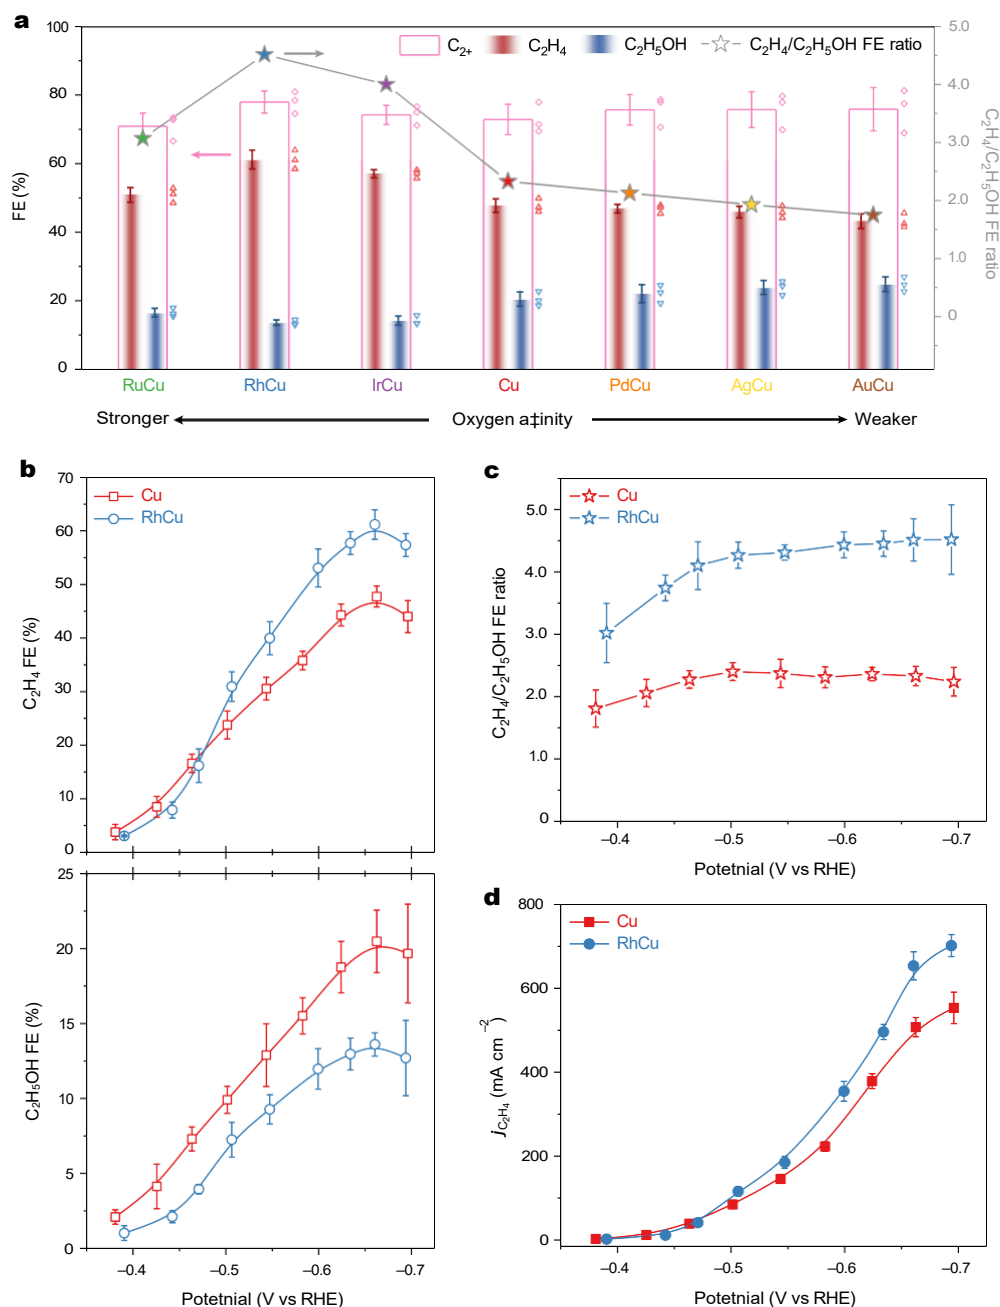 a
100
80
60
40
20
0
FE (%)
C₂₊
C₂H₄
C₂H₅OH
C₂H₄/C₂H₅OH FE ratio
5.0
4.0
3.0
2.0
1.0
0
C₂H₄/C₂H₅OH FE ratio
RuCu
RhCu
IrCu
Cu
PdCu
AgCu
AuCu
Stronger
Oxygen a‡inity
Weaker
b
70
60
50
40
30
20
10
0
C₂H₄ FE (%)
Cu
RhCu
25
20
15
10
5
0
C₂H₅OH FE (%)
–0.4
–0.5
–0.6
–0.7
Potetnial (V vs RHE)
c
5.0
4.0
3.0
2.0
1.0
0
C₂H₄/C₂H₅OH FE ratio
Cu
RhCu
–0.4
–0.5
–0.6
–0.7
Potetnial (V vs RHE)
d
800
600
400
200
0
j C₂H₄ (mA cm⁻²)
Cu
RhCu
–0.4
–0.5
–0.6
–0.7
Potetnial (V vs RHE)